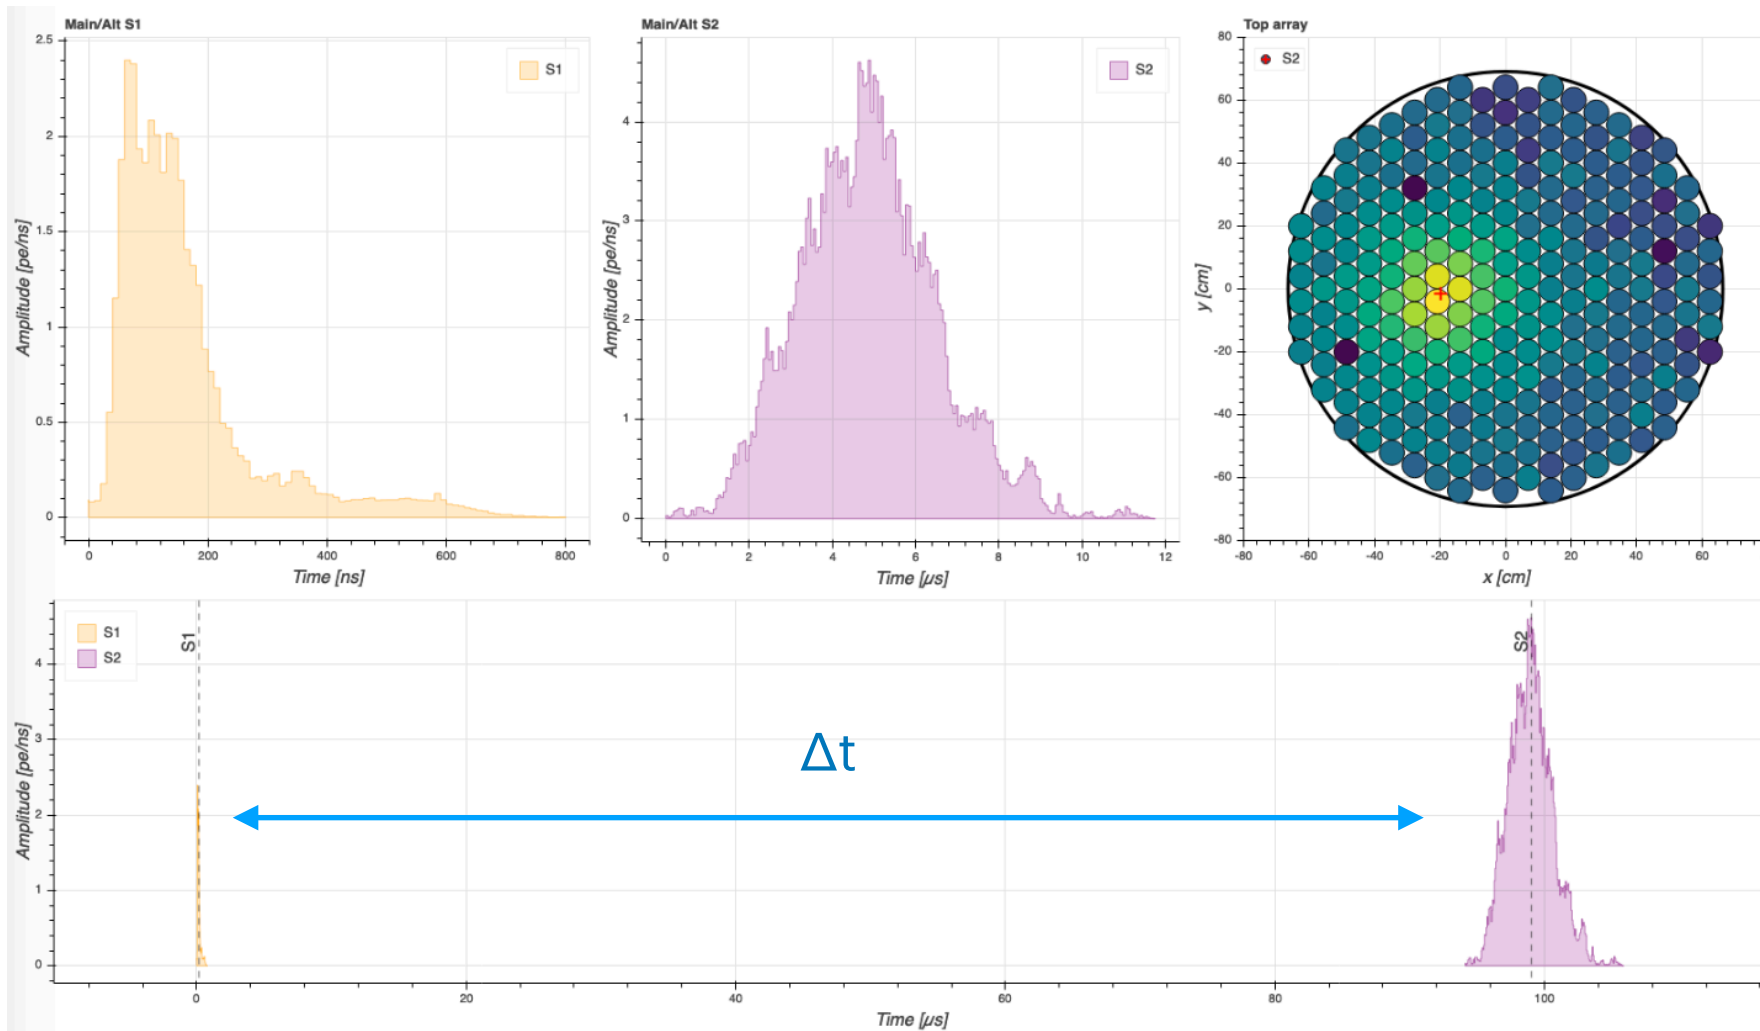 Main/Alt S1
Amplitude [pe/ns]
2.5
2
1.5
1
0.5
0
0
200
400
600
800
Time [ns]
S1
Main/Alt S2
Amplitude [pe/ns]
4
3
2
1
0
0
2
4
6
8
10
12
Time [µs]
S2
Top array
y [cm]
80
60
40
20
0
-20
-40
-60
-80
-80
-60
-40
-20
0
20
40
60
x [cm]
S2
S1
S2
Amplitude [pe/ns]
4
3
2
1
0
S1
Δt
S2
0
20
40
60
80
100
Time [µs]